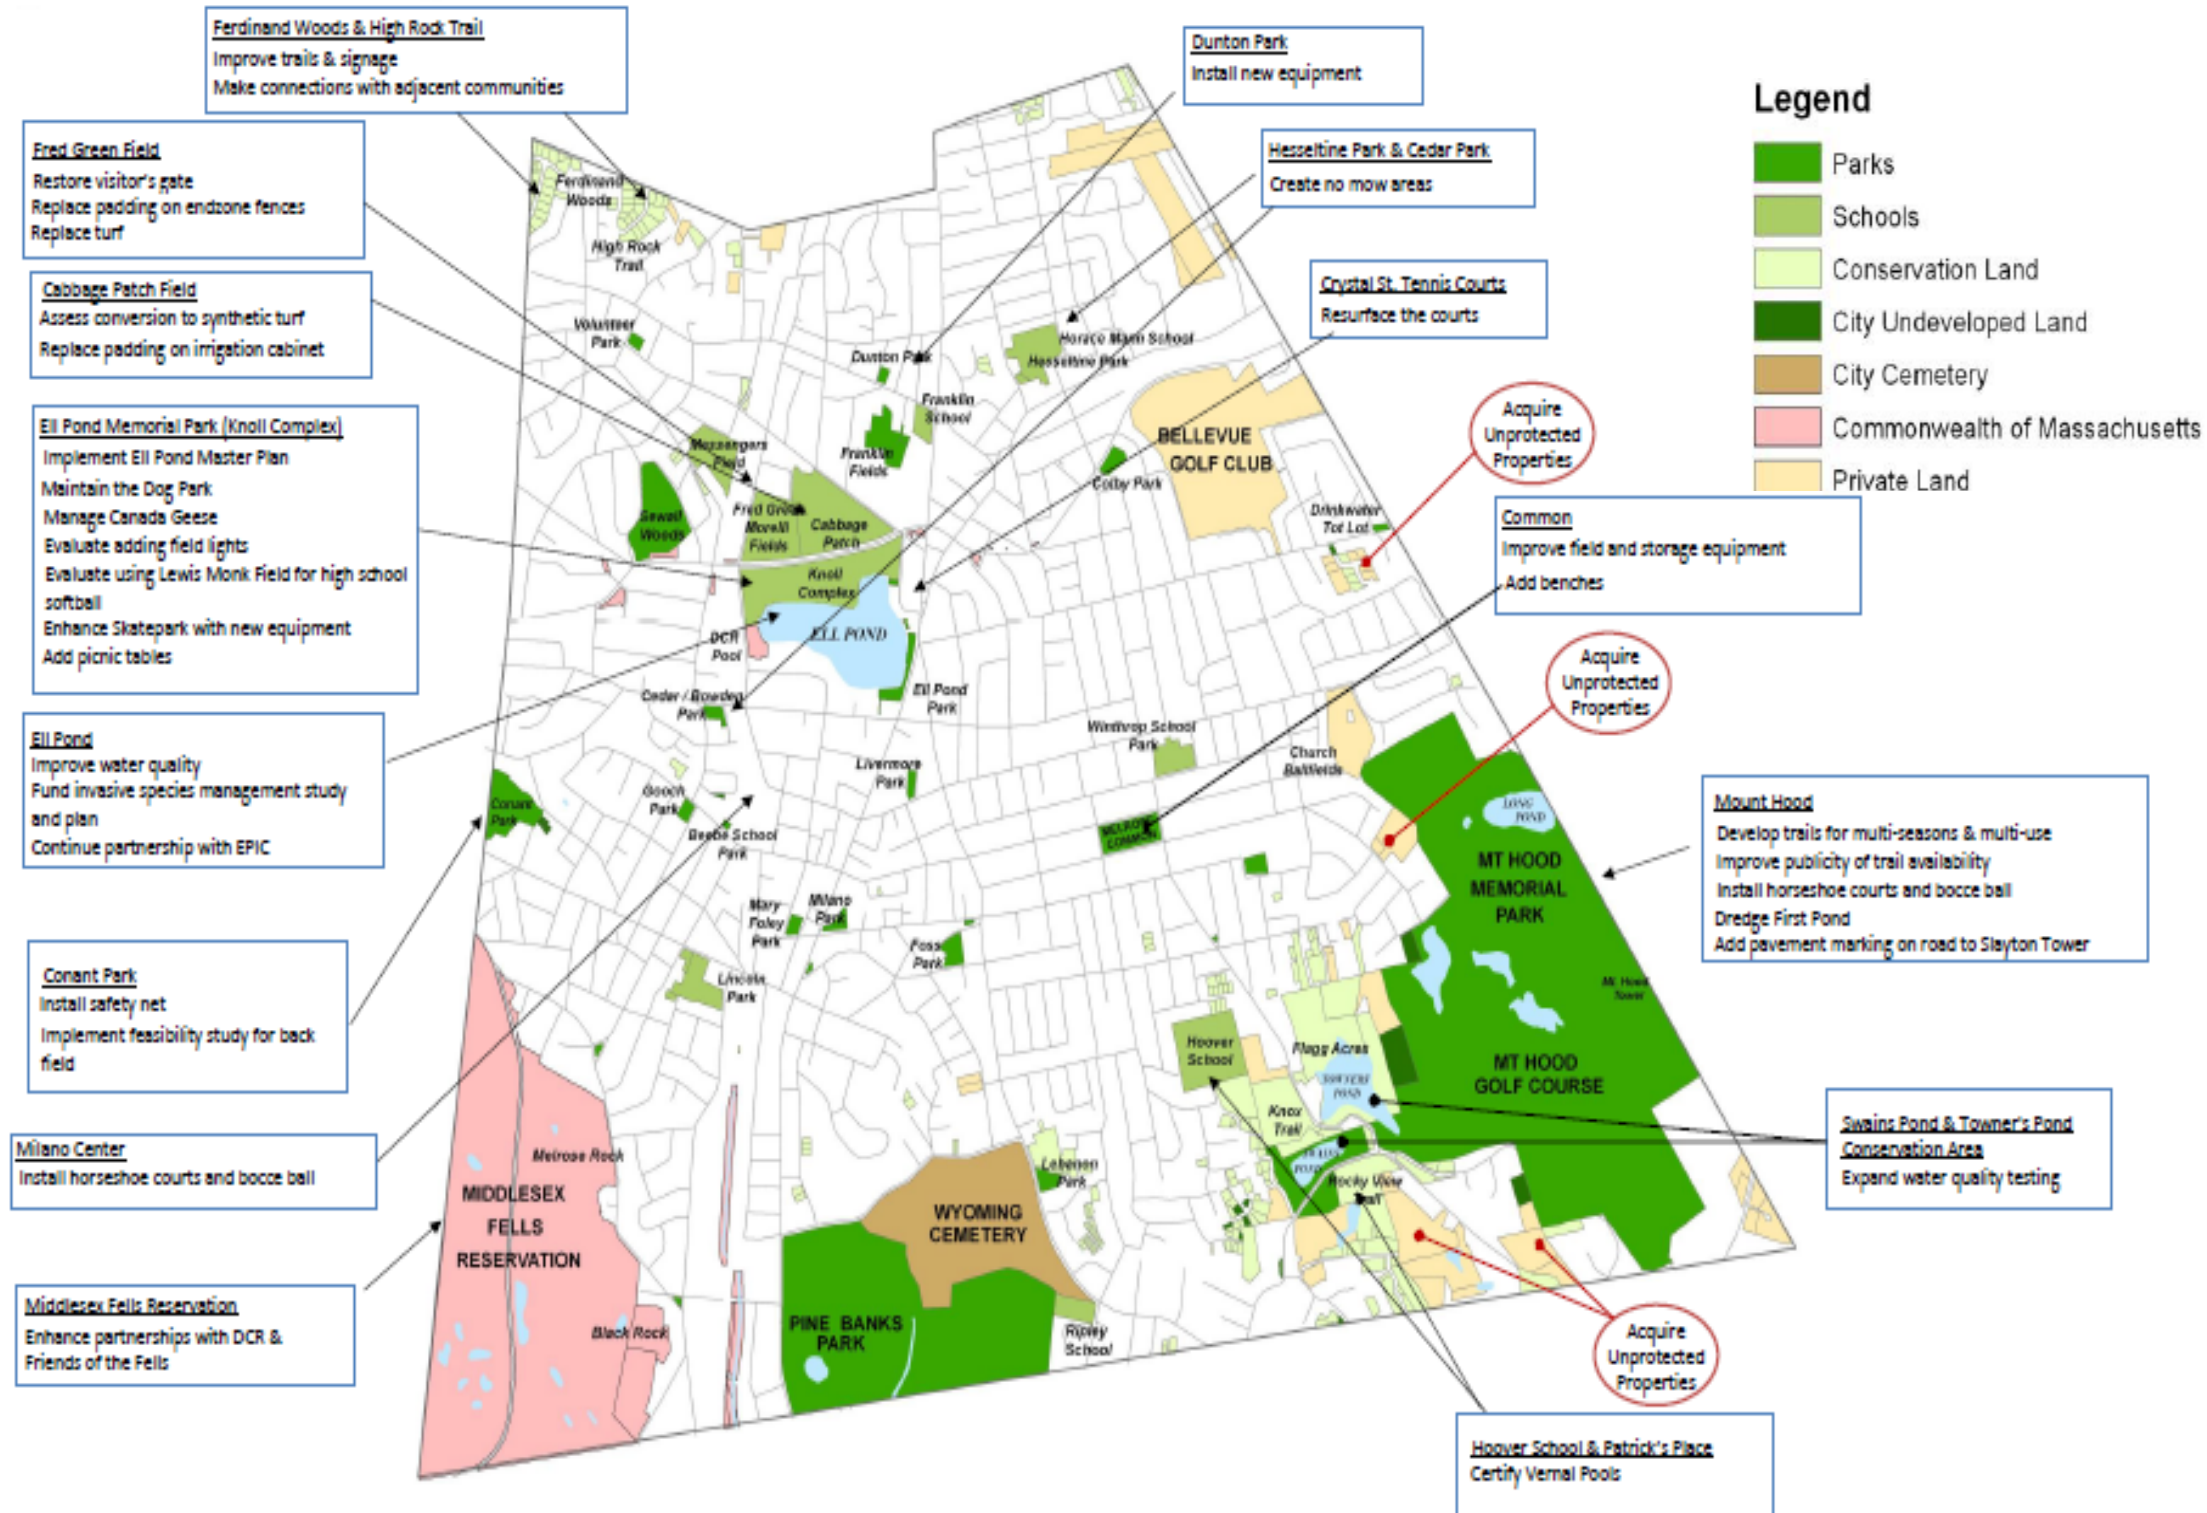 Ferdinand Woods & High Rock Trail
Improve trails & signage
Make connections with adjacent communities
Fred Green Field
Restore visitor's gate
Replace padding on endzone fences
Replace turf
Cabbage Patch Field
Assess conversion to synthetic turf
Replace padding on irrigation cabinet
Ell Pond Memorial Park (Knoll Complex)
Implement Ell Pond Master Plan
Maintain the Dog Park
Manage Canada Geese
Evaluate adding field lights
Evaluate using Lewis Monk Field for high school
softball
Enhance Skatepark with new equipment
Add picnic tables
Ell Pond
Improve water quality
Fund invasive species management study
and plan
Continue partnership with EPIC
Conant Park
Install safety net
Implement feasibility study for back
field
Milano Center
Install horseshoe courts and bocce ball
Middlesex Fells Reservation
Enhance partnerships with DCR &
Friends of the Fells
Dunton Park
Install new equipment
Hesseltine Park & Cedar Park
Create no mow areas
Crystal St. Tennis Courts
Resurface the courts
Legend
Parks
Schools
Conservation Land
City Undeveloped Land
City Cemetery
Commonwealth of Massachusetts
Private Land
Acquire
Unprotected
Properties
Common
Improve field and storage equipment
Add benches
Acquire
Unprotected
Properties
Mount Hood
Develop trails for multi-seasons & multi-use
Improve publicity of trail availability
Install horseshoe courts and bocce ball
Dredge First Pond
Add pavement marking on road to Slayton Tower
Swains Pond & Towner's Pond
Conservation Area
Expand water quality testing
Acquire
Unprotected
Properties
Hoover School & Patrick's Place
Certify Vernal Pools
Ferdinand
Woods
High Rock
Trail
Volunteer
Park
Dunton Park
Horace Mann School
Hesseltine Park
Franklin
School
Franklin
Fields
Messengers
Field
Sewall
Woods
Fred Green
Morelli
Fields
Cabbage
Patch
Knoll
Complex
ELL POND
DCR
Pool
Ell Pond
Park
Colby Park
BELLEVUE
GOLF CLUB
Drinkwater
Tot Lot
Cedar / Bowden
Park
Winthrop School
Park
Church
Ballfields
Livermore
Park
Gooch
Park
Beebe School
Park
Conant
Park
MELROSE
COMMON
LONG
POND
MT HOOD
MEMORIAL
PARK
Mt. Hood
Tower
Mary
Foley
Park
Milano
Park
Foss
Park
Lincoln
Park
Hoover
School
Flagg Acres
TOWNERS
POND
MT HOOD
GOLF COURSE
Knox
Trail
SWAINS
POND
Rocky View
Trail
Melrose Rock
MIDDLESEX
FELLS
RESERVATION
Lebanon
Park
WYOMING
CEMETERY
Black Rock
PINE BANKS
PARK
Ripley
School